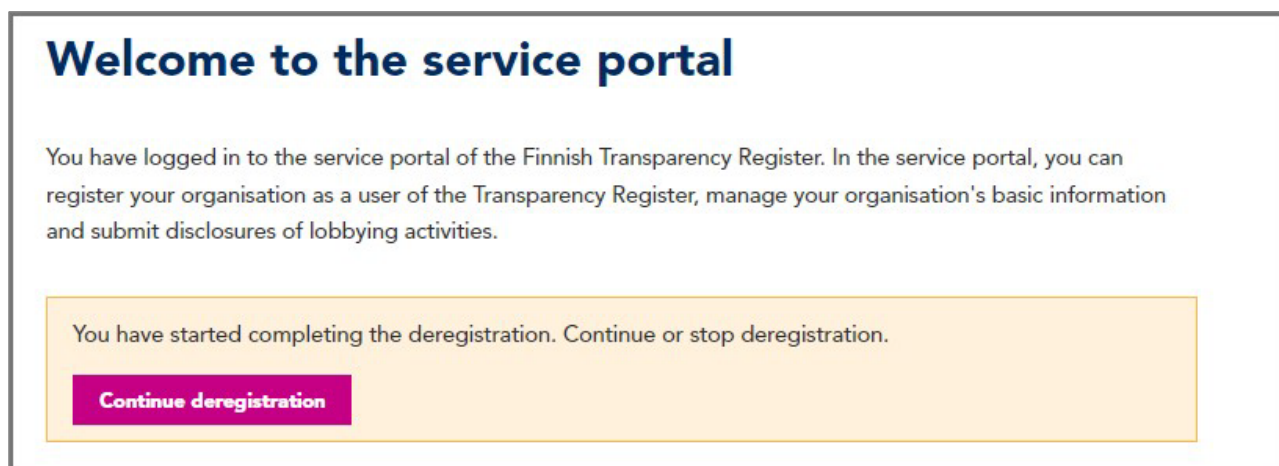 Welcome to the service portal
You have logged in to the service portal of the Finnish Transparency Register. In the service portal, you can
register your organisation as a user of the Transparency Register, manage your organisation's basic information
and submit disclosures of lobbying activities.
You have started completing the deregistration. Continue or stop deregistration.
Continue deregistration